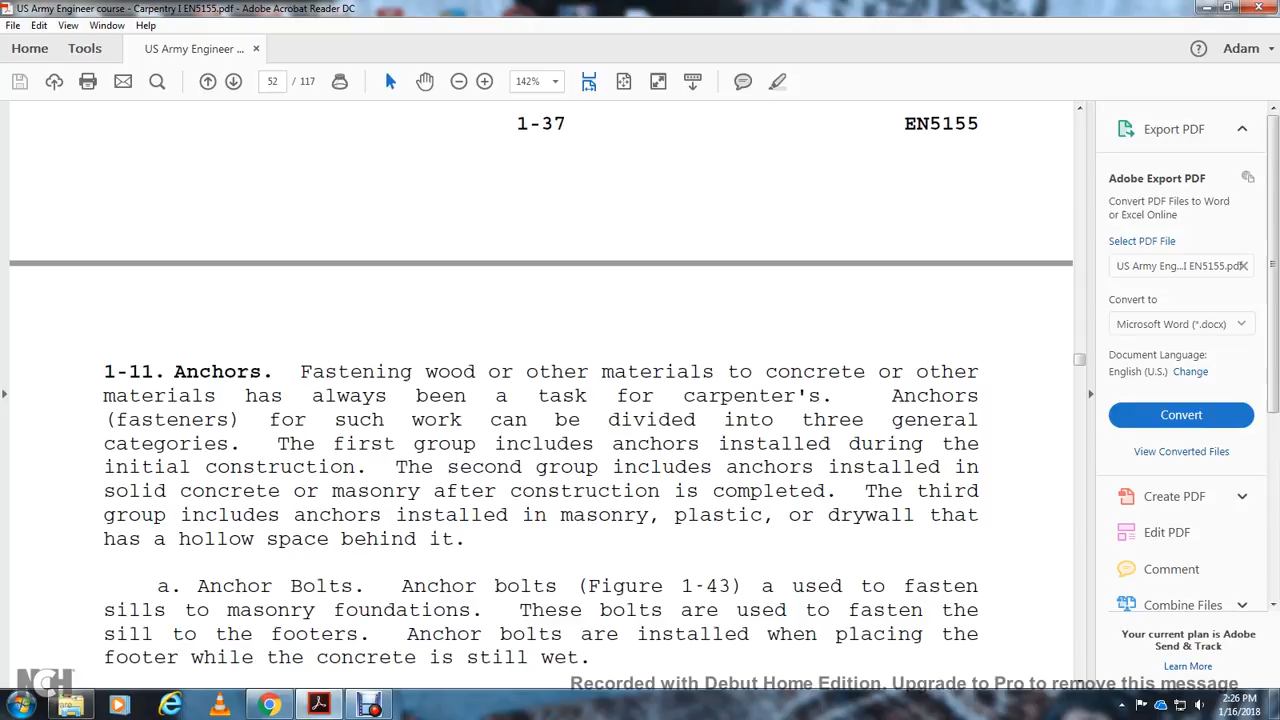 US Army Engineer course - Carpentry I EN5155.pdf - Adobe Acrobat Reader DC
File Edit View Window Help
Home Tools US Army Engineer ... × Adam
52 / 117 142%
1-37 EN5155
1-11. Anchors. Fastening wood or other materials to concrete or other
materials has always been a task for carpenter's. Anchors
(fasteners) for such work can be divided into three general
categories. The first group includes anchors installed during the
initial construction. The second group includes anchors installed in
solid concrete or masonry after construction is completed. The third
group includes anchors installed in masonry, plastic, or drywall that
has a hollow space behind it.
a. Anchor Bolts. Anchor bolts (Figure 1-43) a used to fasten
sills to masonry foundations. These bolts are used to fasten the
sill to the footers. Anchor bolts are installed when placing the
footer while the concrete is still wet.
Export PDF
Adobe Export PDF
Convert PDF Files to Word
or Excel Online
Select PDF File
US Army Eng...I EN5155.pdf
Convert to
Microsoft Word (*.docx)
Document Language:
English (U.S.) Change
Convert
View Converted Files
Create PDF
Edit PDF
Comment
Combine Files
Your current plan is Adobe
Send & Track
Learn More
NCH
Recorded with Debut Home Edition. Upgrade to Pro to remove this message
2:26 PM
1/16/2018